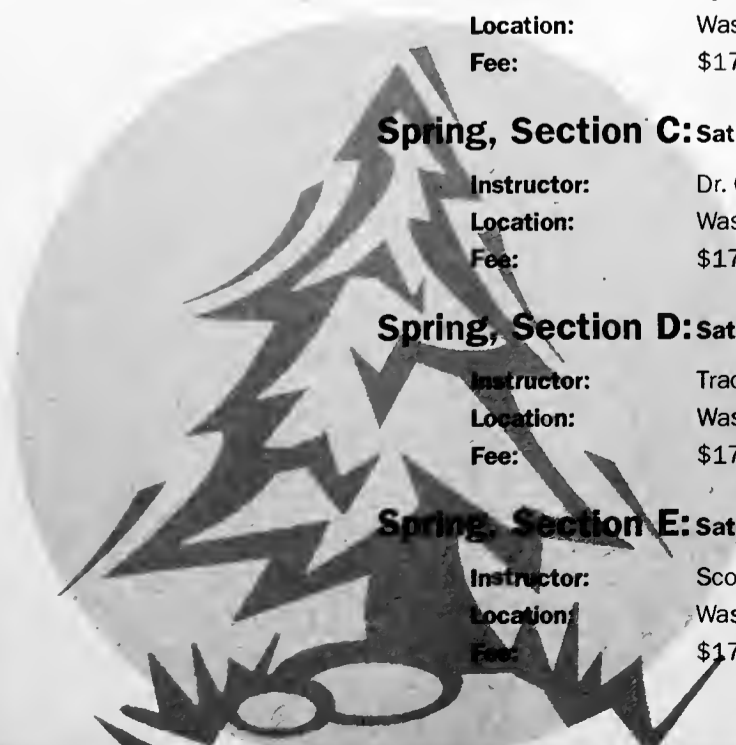 Location: Was
Fee: $17
Spring, Section C: Sat
Instructor: Dr.
Location: Was
Fee: $17
Spring, Section D: Sat
Instructor: Trac
Location: Was
Fee: $17
Spring, Section E: Sat
Instructor: Sco
Location: Was
Fee: $17